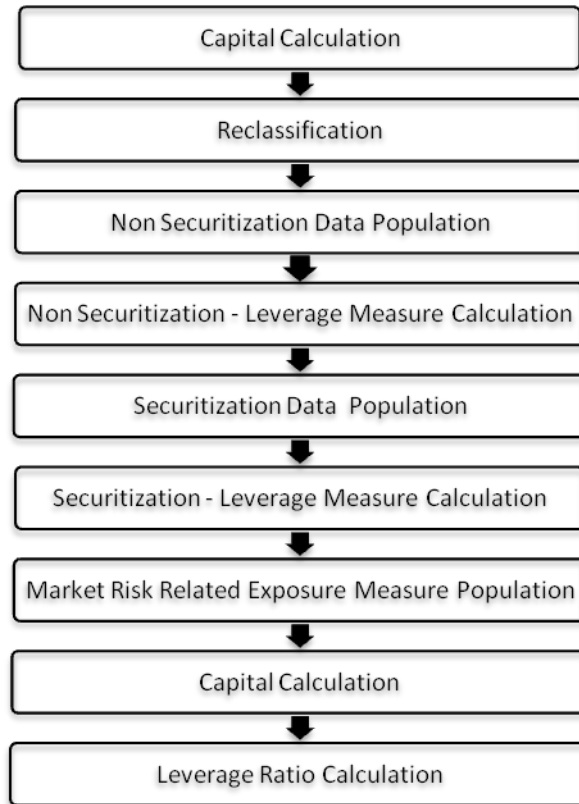 Capital Calculation
Reclassification
Non Securitization Data Population
Non Securitization - Leverage Measure Calculation
Securitization Data Population
Securitization - Leverage Measure Calculation
Market Risk Related Exposure Measure Population
Capital Calculation
Leverage Ratio Calculation